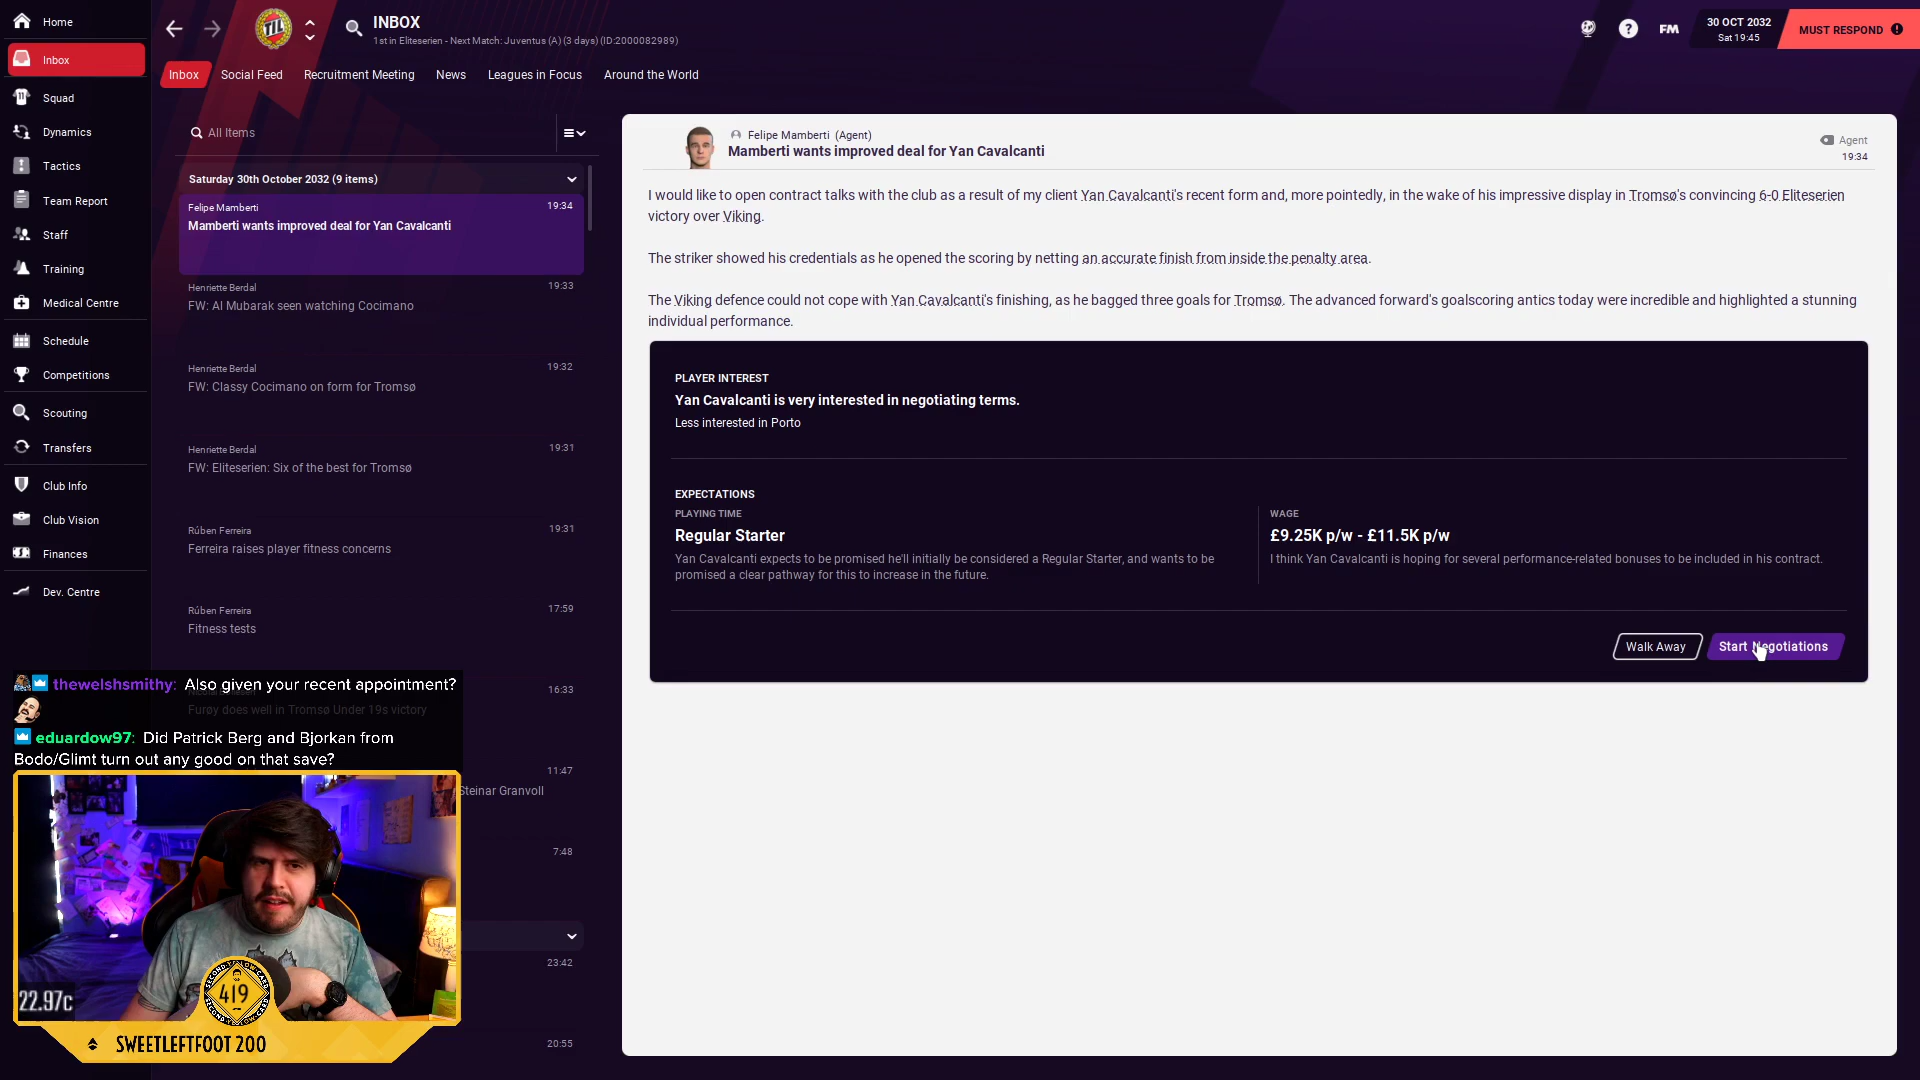 Home
Inbox
Squad
Dynamics
Tactics
Team Report
Staff
Training
Medical Centre
Schedule
Competitions
Scouting
Transfers
Club Info
Club Vision
Finances
Dev. Centre
TIL
INBOX
1st in Eliteserien - Next Match: Juventus (A) (3 days) (ID:2000082989)
FM
30 OCT 2032
Sat 19:45
MUST RESPOND
Inbox
Social Feed
Recruitment Meeting
News
Leagues in Focus
Around the World
All Items
Saturday 30th October 2032 (9 items)
Felipe Mamberti 19:34
Mamberti wants improved deal for Yan Cavalcanti
Henriette Berdal 19:33
FW: Al Mubarak seen watching Cocimano
Henriette Berdal 19:32
FW: Classy Cocimano on form for Tromsø
Henriette Berdal 19:31
FW: Eliteserien: Six of the best for Tromsø
Rúben Ferreira 19:31
Ferreira raises player fitness concerns
Rúben Ferreira 17:59
Fitness tests
16:33
Furøy does well in Tromsø Under 19s victory
11:47
Steinar Granvoll
7:48
23:42
20:55
Felipe Mamberti (Agent)
Mamberti wants improved deal for Yan Cavalcanti
Agent
19:34
I would like to open contract talks with the club as a result of my client Yan Cavalcanti's recent form and, more pointedly, in the wake of his impressive display in Tromsø's convincing 6-0 Eliteserien
victory over Viking.
The striker showed his credentials as he opened the scoring by netting an accurate finish from inside the penalty area.
The Viking defence could not cope with Yan Cavalcanti's finishing, as he bagged three goals for Tromsø. The advanced forward's goalscoring antics today were incredible and highlighted a stunning
individual performance.
PLAYER INTEREST
Yan Cavalcanti is very interested in negotiating terms.
Less interested in Porto
EXPECTATIONS
PLAYING TIME
Regular Starter
Yan Cavalcanti expects to be promised he'll initially be considered a Regular Starter, and wants to be
promised a clear pathway for this to increase in the future.
WAGE
£9.25K p/w - £11.5K p/w
I think Yan Cavalcanti is hoping for several performance-related bonuses to be included in his contract.
Walk Away
Start Negotiations
thewelshsmithy: Also given your recent appointment?
eduardow97: Did Patrick Berg and Bjorkan from
Bodo/Glimt turn out any good on that save?
22.97c
SECOND YELLOW CARD
419
SWEETLEFTFOOT 200